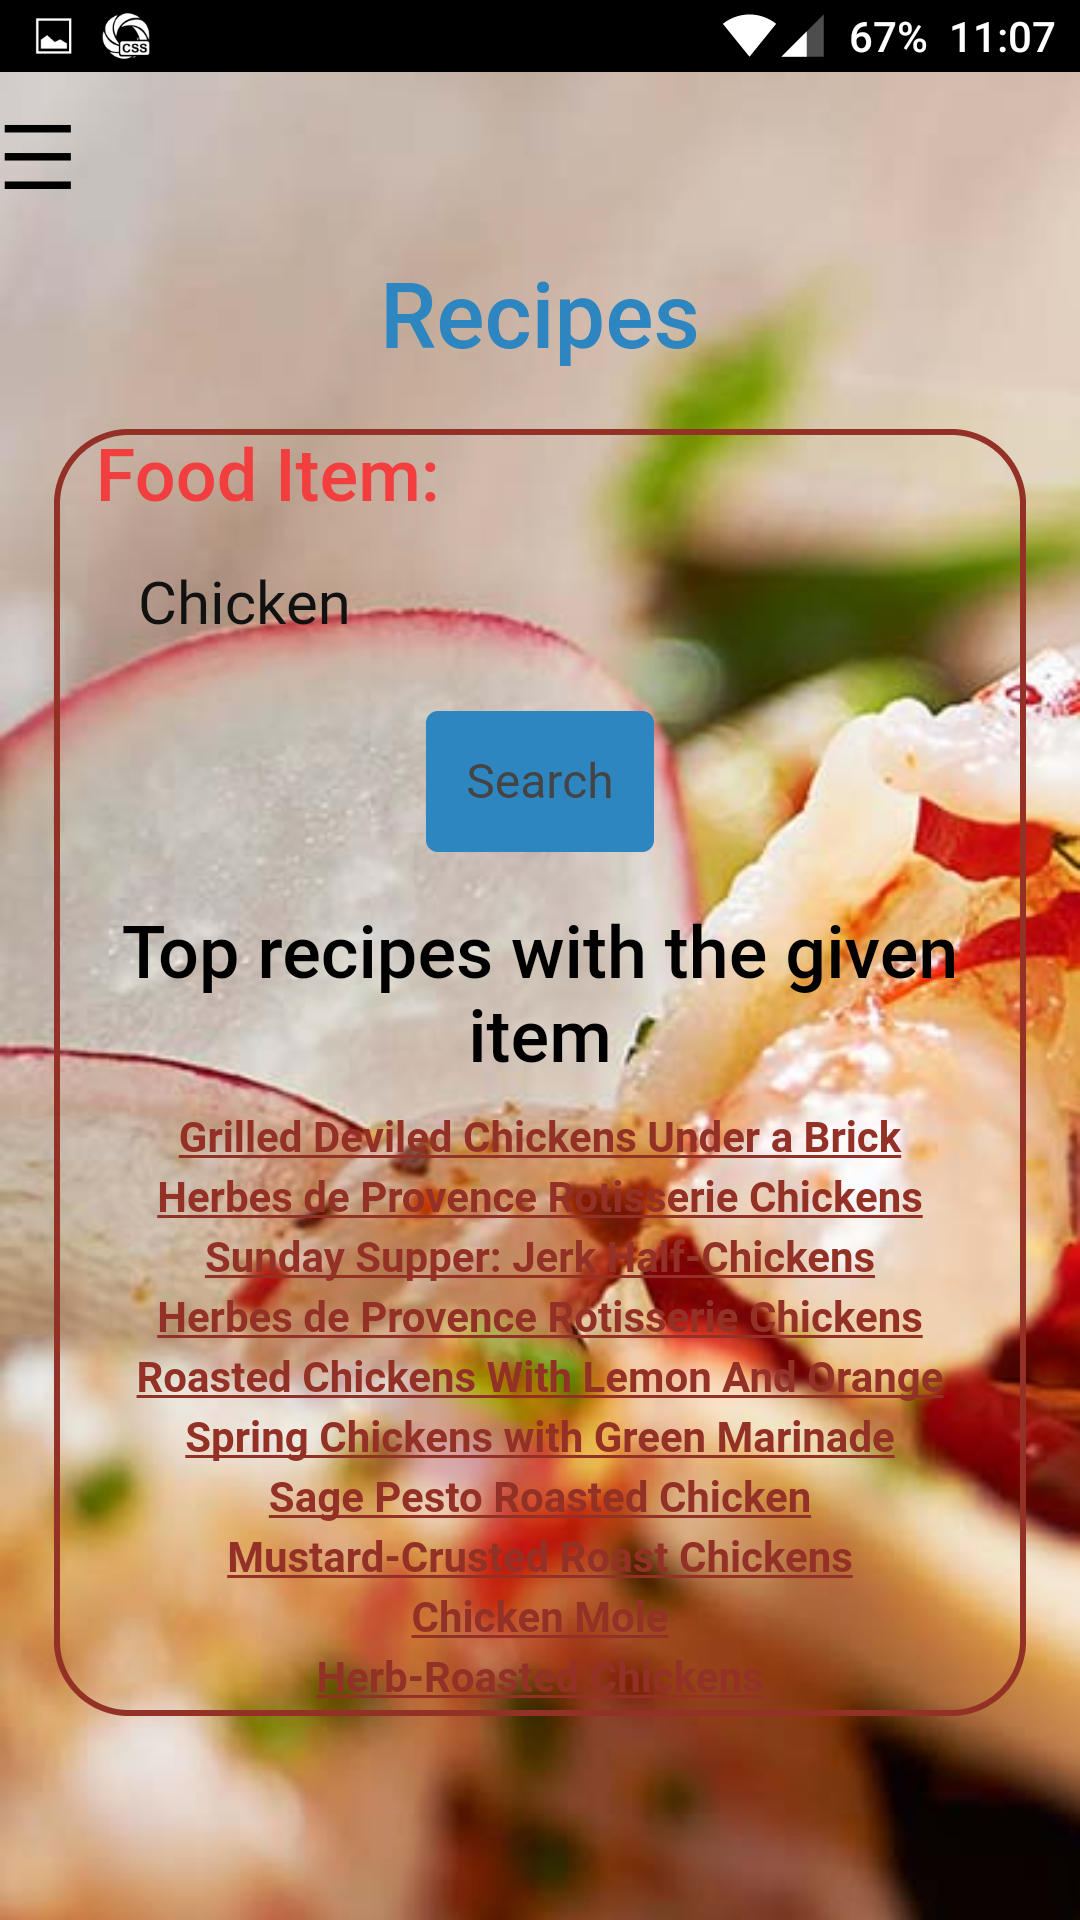 CSS 67% 11:07
Recipes
Food Item:
Chicken
Search
Top recipes with the given
item
Grilled Deviled Chickens Under a Brick
Herbes de Provence Rotisserie Chickens
Sunday Supper: Jerk Half-Chickens
Herbes de Provence Rotisserie Chickens
Roasted Chickens With Lemon And Orange
Spring Chickens with Green Marinade
Sage Pesto Roasted Chicken
Mustard-Crusted Roast Chickens
Chicken Mole
Herb-Roasted Chickens